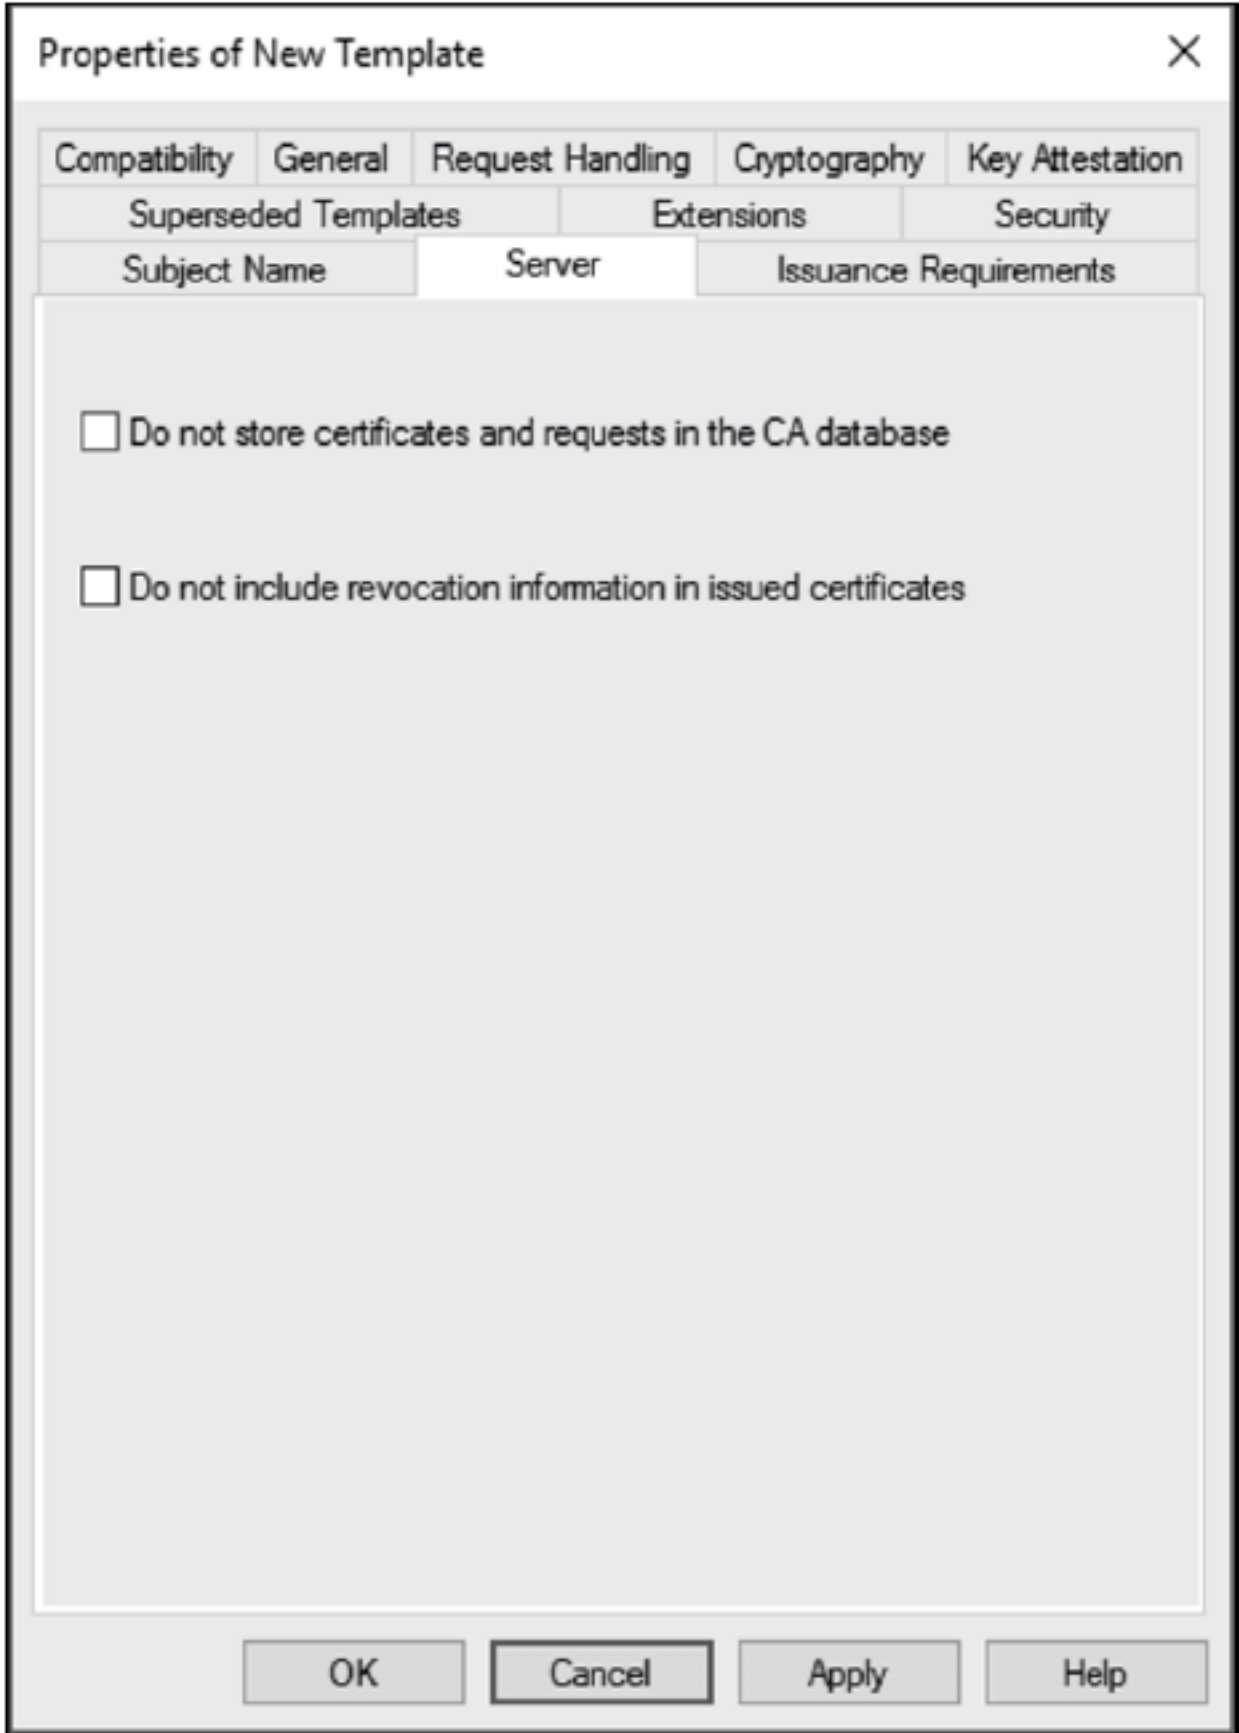 Properties of New Template
Compatibility General Request Handling Cryptography Key Attestation
Superseded Templates Extensions Security
Subject Name Server Issuance Requirements
Do not store certificates and requests in the CA database
Do not include revocation information in issued certificates
OK Cancel Apply Help